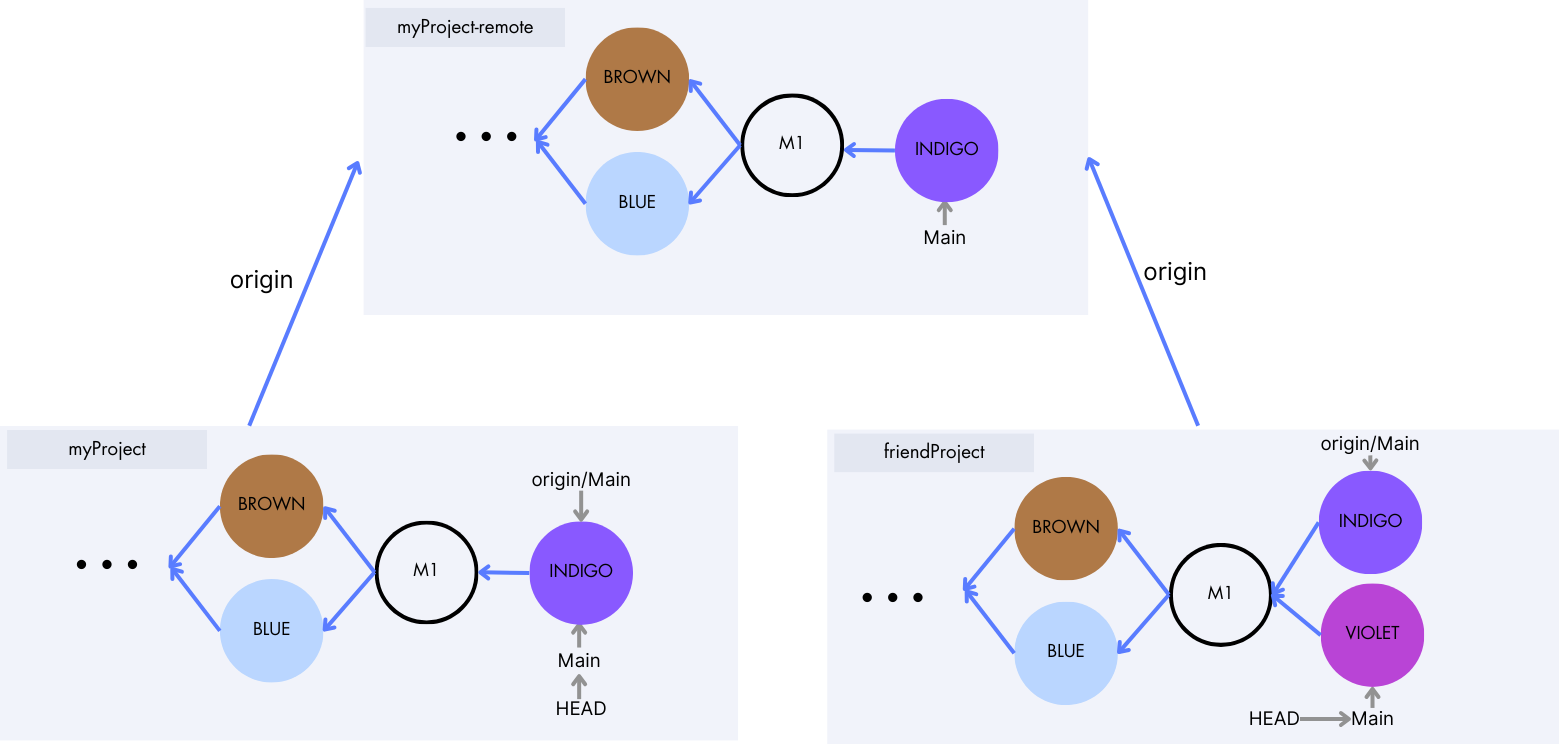 myProject-remote
BROWN
M1
INDIGO
BLUE
Main
origin
origin
myProject
BROWN
origin/Main
M1
INDIGO
BLUE
Main
HEAD
friendProject
origin/Main
BROWN
INDIGO
M1
VIOLET
BLUE
HEAD Main